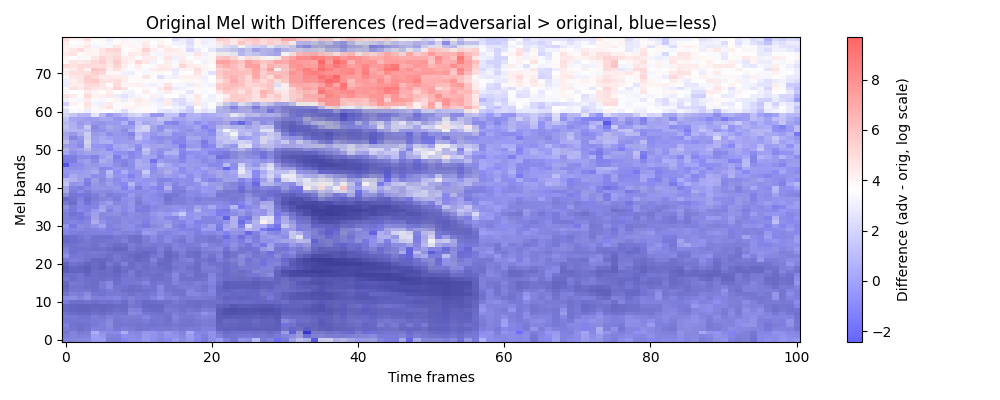 Original Mel with Differences (red=adversarial > original, blue=less)
Mel bands
70
60
50
40
30
20
10
0
0 20 40 60 80 100
Time frames
8
6
4
2
0
−2
Difference (adv - orig, log scale)